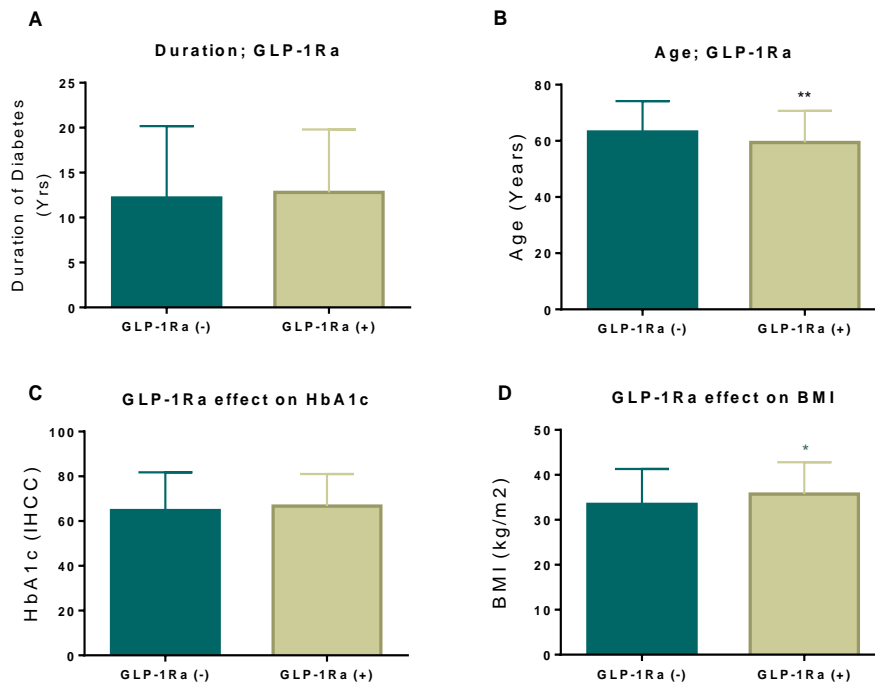 A
Duration; GLP-1Ra
Duration of Diabetes
(Yrs)
25
20
15
10
5
0
GLP-1Ra (-)
GLP-1Ra (+)
B
Age; GLP-1Ra
Age (Years)
80
60
40
20
0
**
GLP-1Ra (-)
GLP-1Ra (+)
C
GLP-1Ra effect on HbA1c
HbA1c (IHCC)
100
80
60
40
20
0
GLP-1Ra (-)
GLP-1Ra (+)
D
GLP-1Ra effect on BMI
BMI (kg/m2)
50
40
30
20
10
0
*
GLP-1Ra (-)
GLP-1Ra (+)